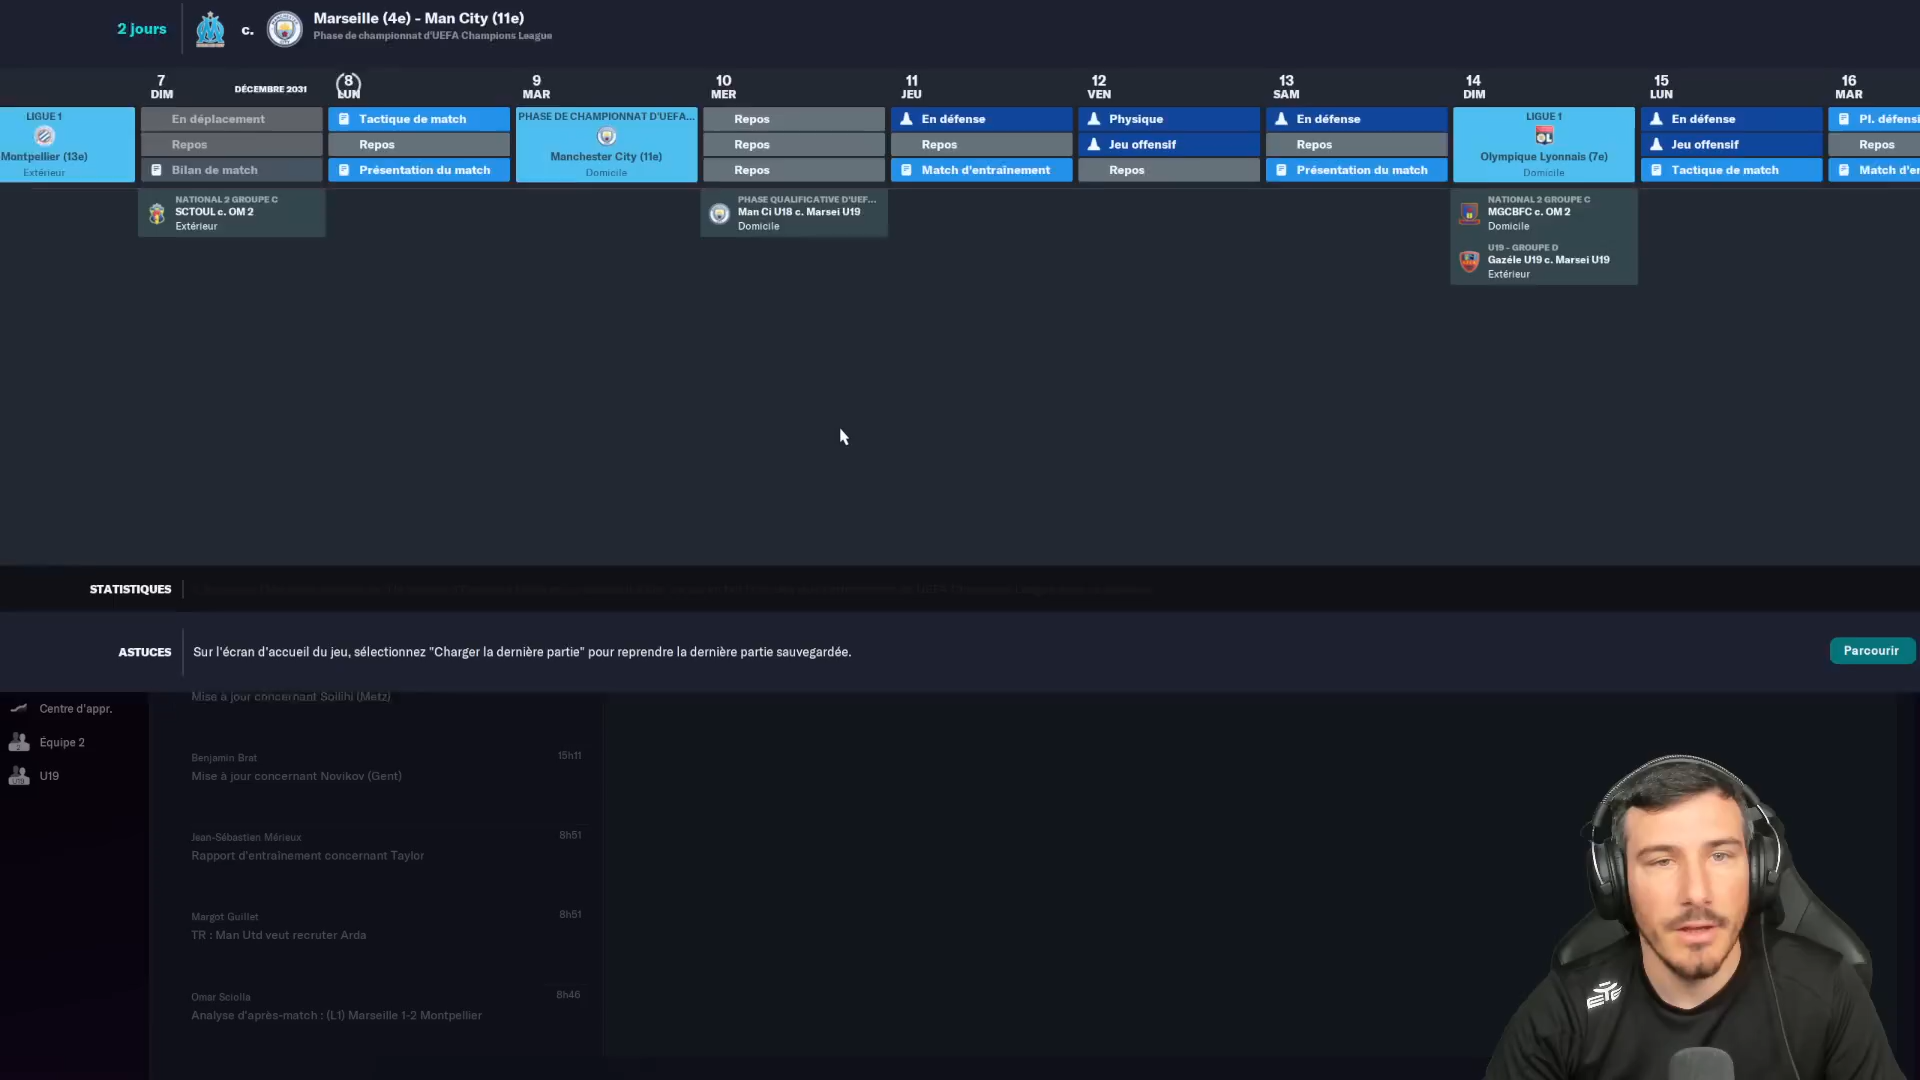 2 jours
c.
Marseille (4e) - Man City (11e)
Phase de championnat d'UEFA Champions League
7
DIM
DÉCEMBRE 2031
8
LUN
9
MAR
10
MER
11
JEU
12
VEN
13
SAM
14
DIM
15
LUN
16
MAR
LIGUE 1
Montpellier (13e)
Extérieur
En déplacement
Repos
Bilan de match
Tactique de match
Repos
Présentation du match
PHASE DE CHAMPIONNAT D'UEFA...
Manchester City (11e)
Domicile
Repos
Repos
Repos
En défense
Repos
Match d'entraînement
Physique
Jeu offensif
Repos
En défense
Repos
Présentation du match
LIGUE 1
OL
Olympique Lyonnais (7e)
Domicile
En défense
Jeu offensif
Tactique de match
Pl. défensi
Repos
Match d'er
NATIONAL 2 GROUPE C
SCTOUL c. OM 2
Extérieur
PHASE QUALIFICATIVE D'UEF...
Man Ci U18 c. Marsei U19
Domicile
NATIONAL 2 GROUPE C
MGCBFC c. OM 2
Domicile
U19 - GROUPE D
Gazéle U19 c. Marsei U19
Extérieur
STATISTIQUES
ASTUCES
Sur l'écran d'accueil du jeu, sélectionnez "Charger la dernière partie" pour reprendre la dernière partie sauvegardée.
Parcourir
Centre d'appr.
Équipe 2
U19
Mise à jour concernant Soilihi (Metz)
Benjamin Brat
15h11
Mise à jour concernant Novikov (Gent)
Jean-Sébastien Mérieux
8h51
Rapport d'entraînement concernant Taylor
Margot Guillet
8h51
TR : Man Utd veut recruter Arda
Omar Sciolla
8h46
Analyse d'après-match : (L1) Marseille 1-2 Montpellier